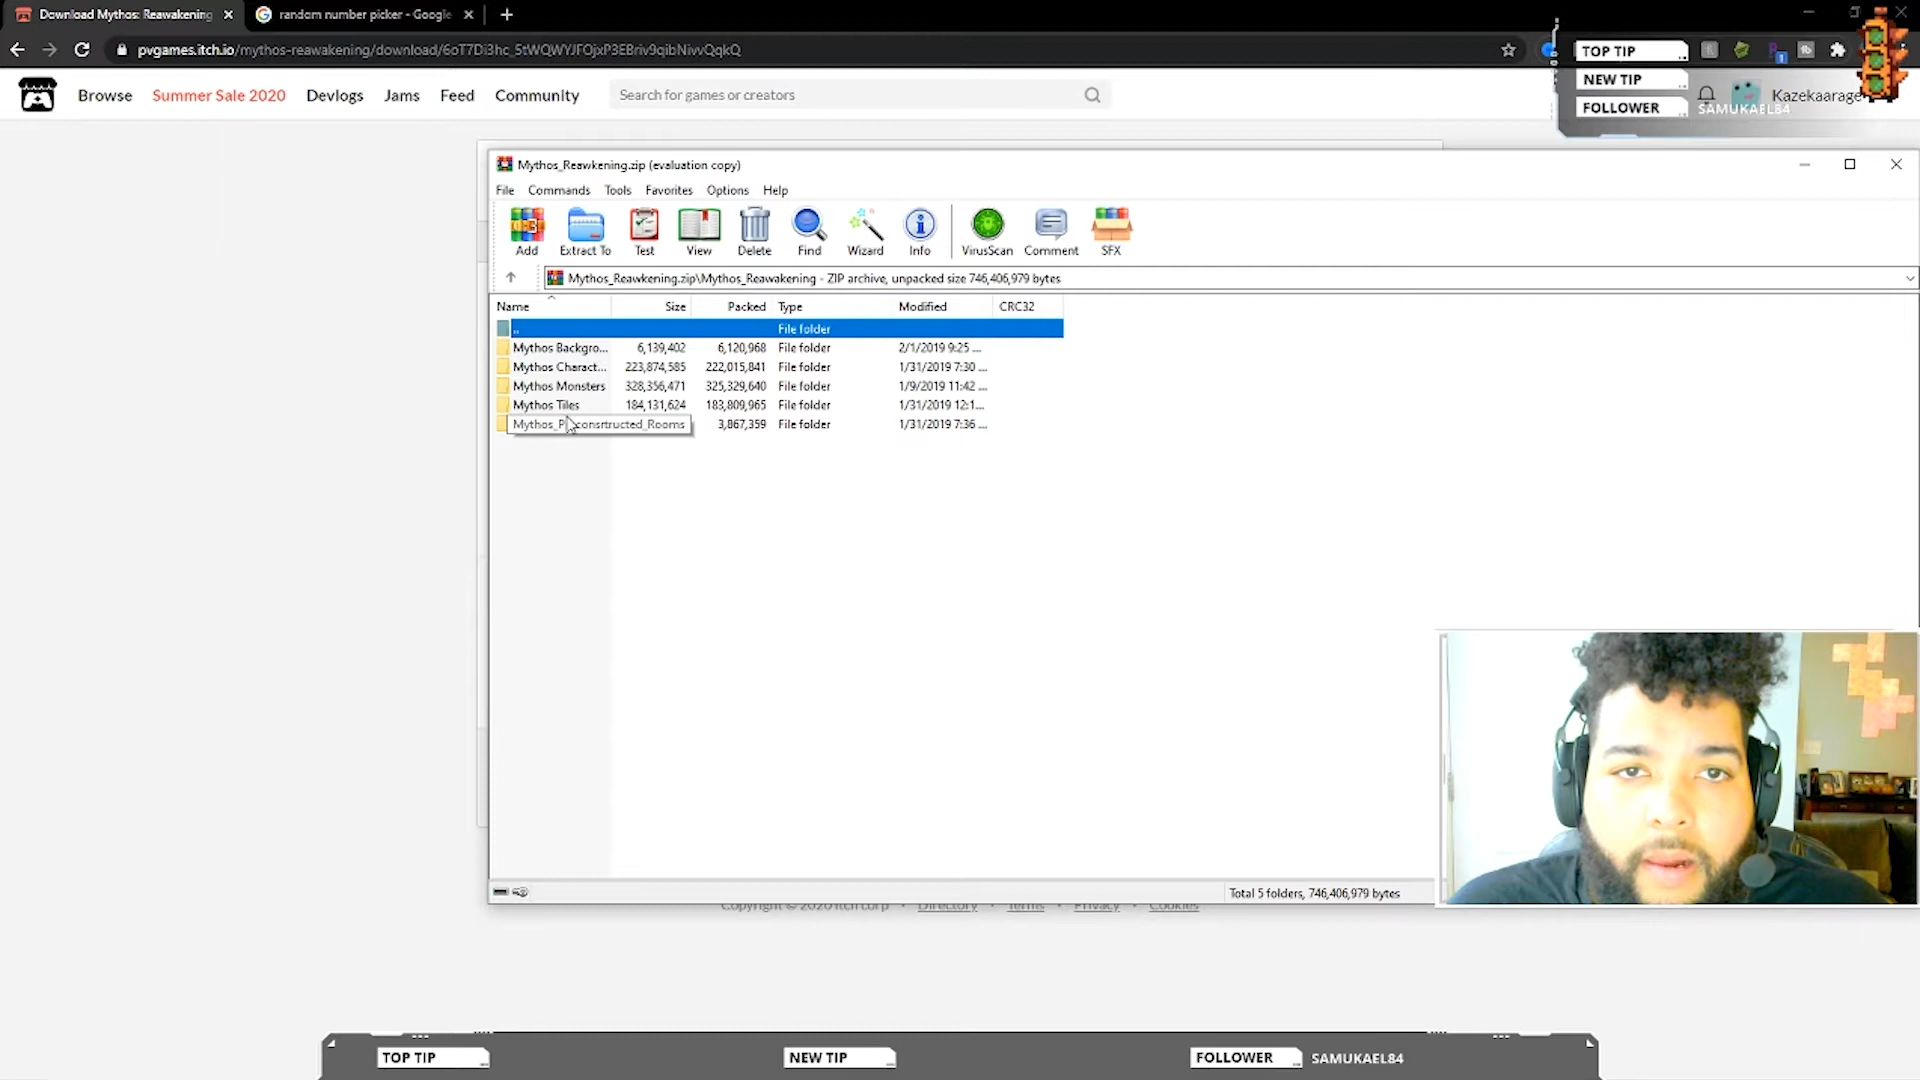 Download Mythos: Reawakening
random number picker - Google
pvgames.itch.io/mythos-reawakening/download/6oT7Di3hc_5tWQWYJFOjxP3EBriv9qibNivvQqkQ
TOP TIP
NEW TIP
FOLLOWER SAMUKAEL84
Browse Summer Sale 2020 Devlogs Jams Feed Community Search for games or creators Kazekaarage
Mythos_Reawkening.zip (evaluation copy)
File Commands Tools Favorites Options Help
Add Extract To Test View Delete Find Wizard Info VirusScan Comment SFX
Mythos_Reawkening.zip\Mythos_Reawakening - ZIP archive, unpacked size 746,406,979 bytes
Name Size Packed Type Modified CRC32
.. File folder
Mythos Backgro... 6,139,402 6,120,968 File folder 2/1/2019 9:25 ...
Mythos Charact... 223,874,585 222,015,841 File folder 1/31/2019 7:30 ...
Mythos Monsters 328,356,471 325,329,640 File folder 1/9/2019 11:42 ...
Mythos Tiles 184,131,624 183,809,965 File folder 1/31/2019 12:1...
3,867,359 File folder 1/31/2019 7:36 ...
Total 5 folders, 746,406,979 bytes
Copyright © 2020 itch corp · Directory · Terms · Privacy · Cookies
TOP TIP NEW TIP FOLLOWER SAMUKAEL84